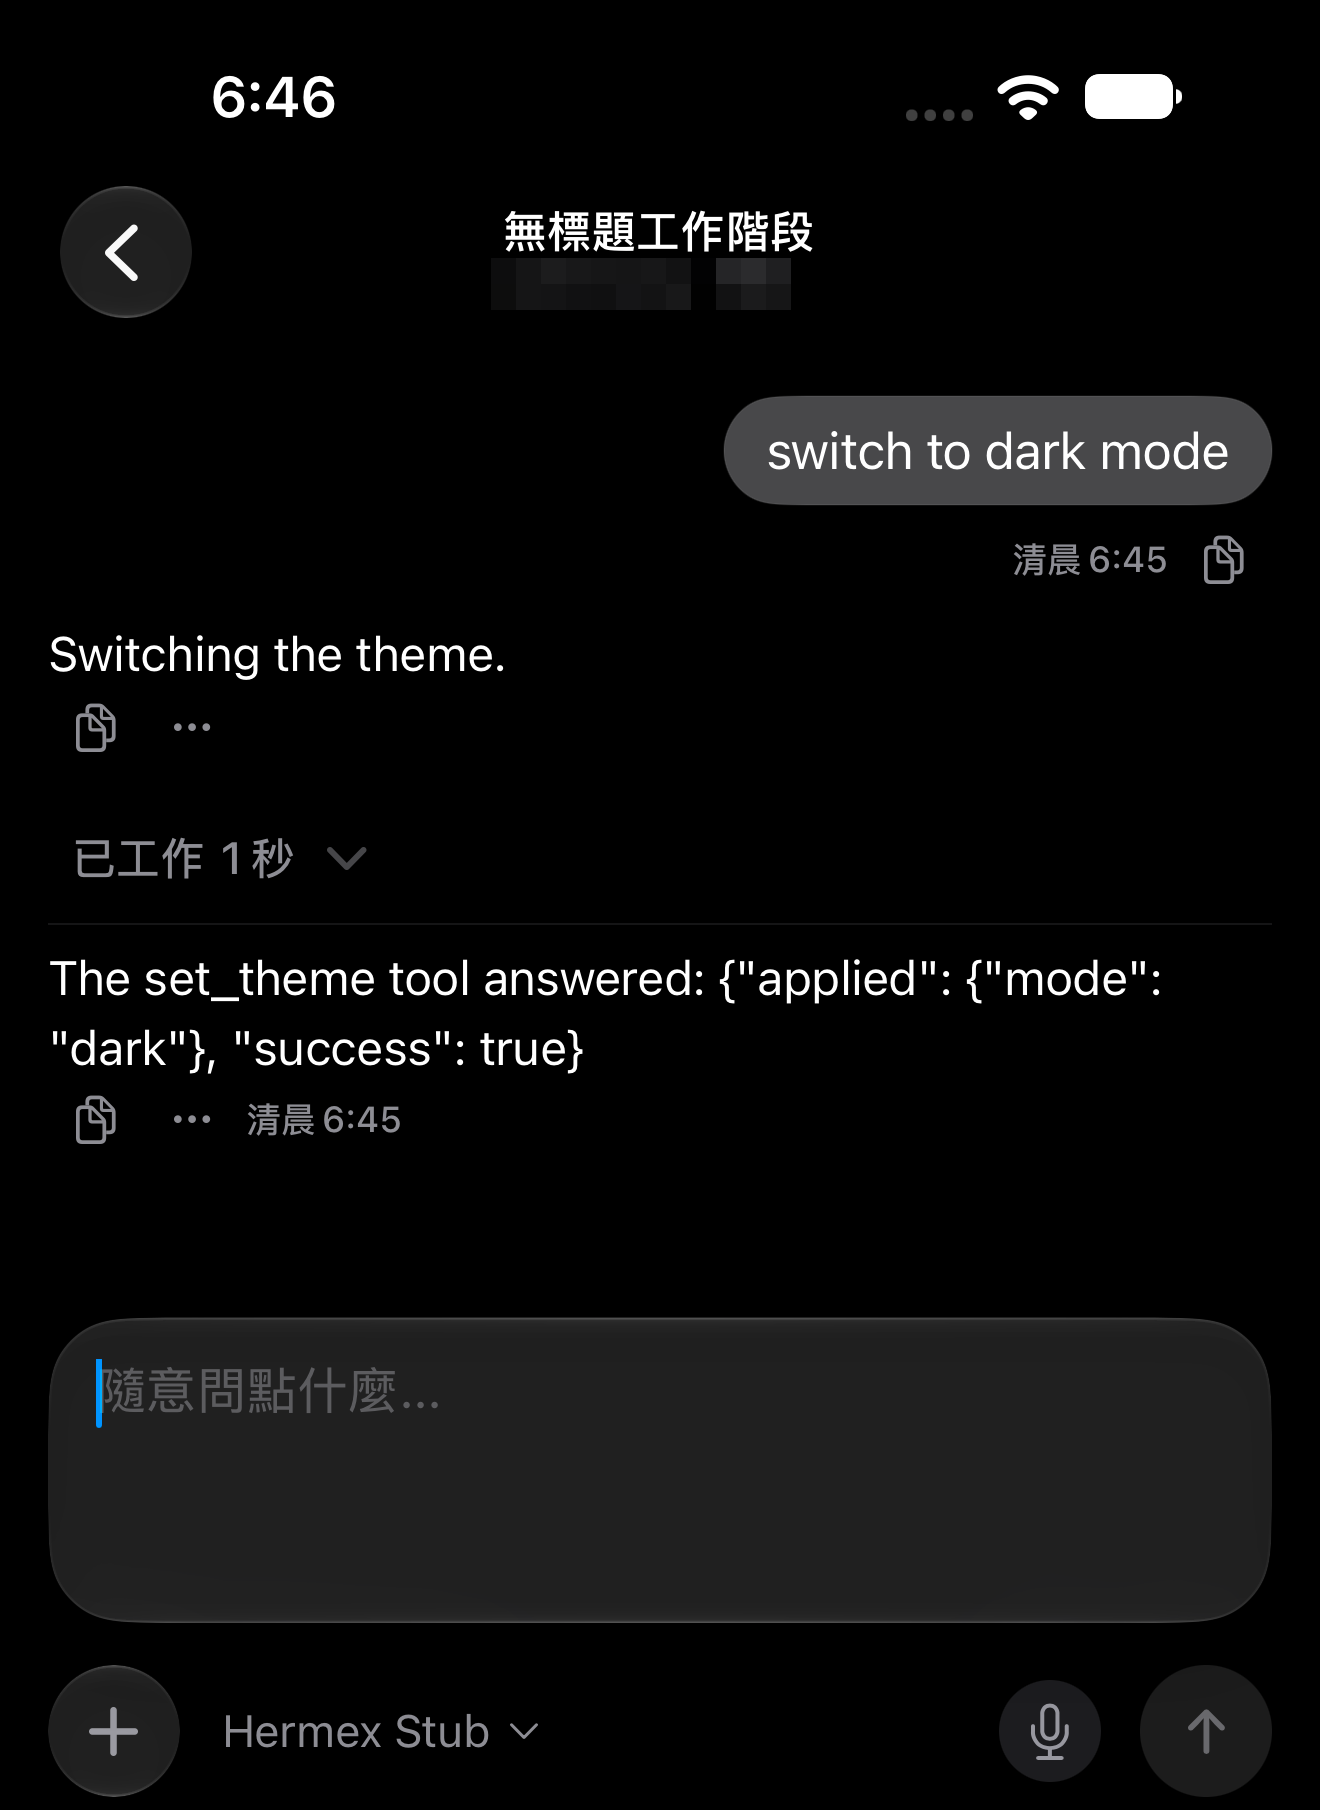 6:46
無標題工作階段
switch to dark mode
清晨 6:45
Switching the theme.
已工作 1 秒
The set_theme tool answered: {"applied": {"mode":
"dark"}, "success": true}
清晨 6:45
隨意問點什麼...
Hermex Stub